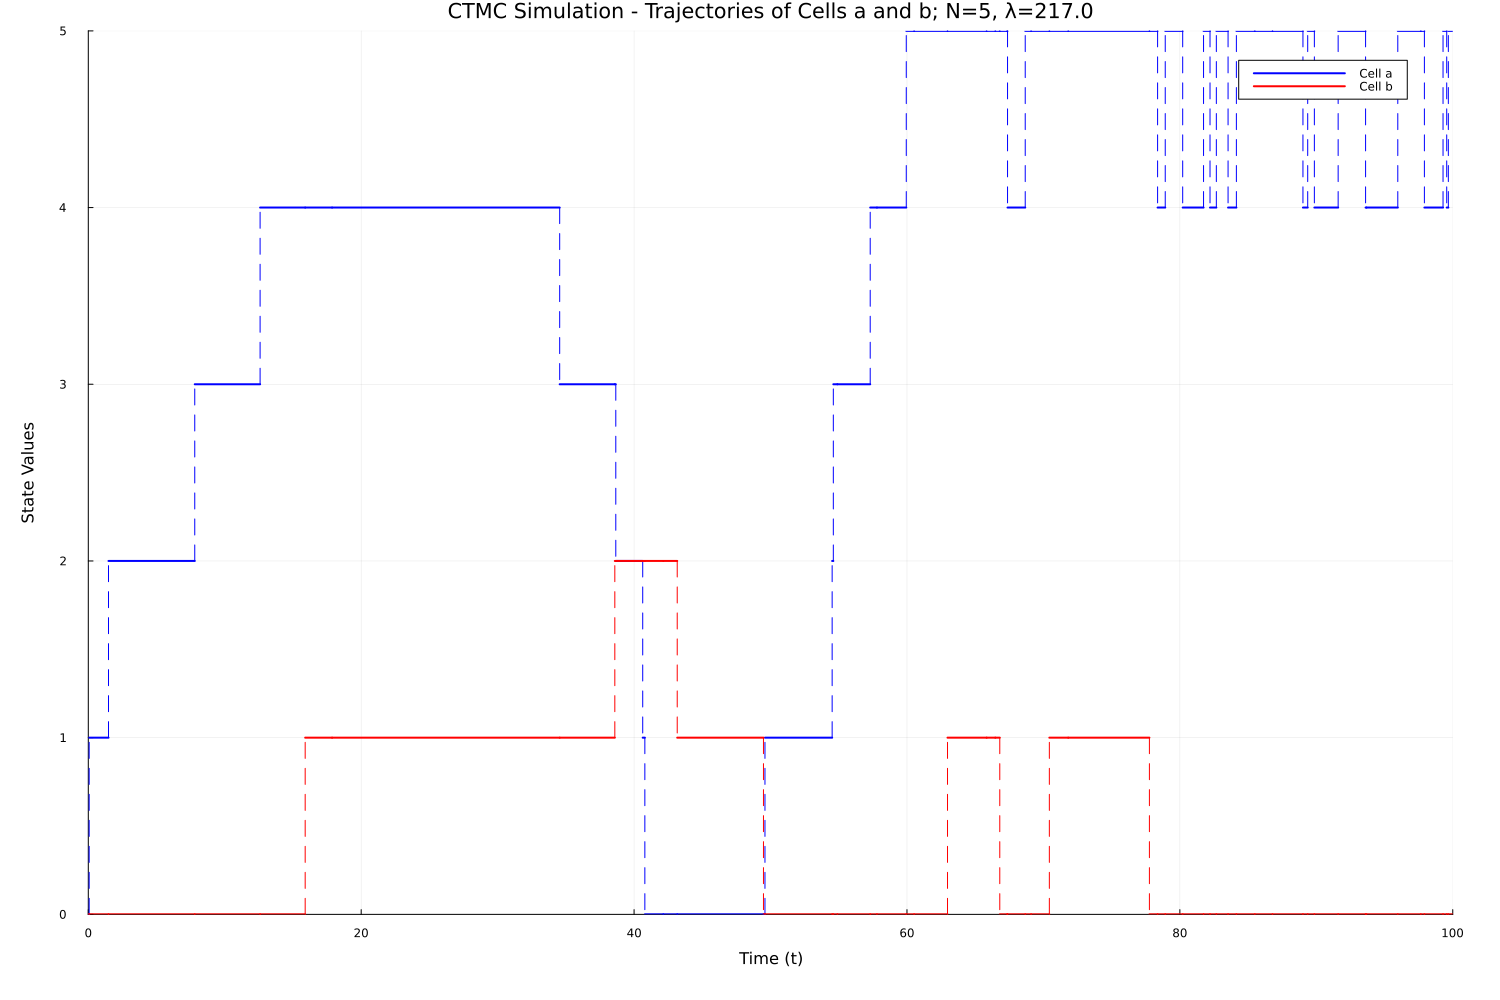 CTMC Simulation - Trajectories of Cells a and b; N=5, λ=217.0
5
Cell a
Cell b
4
3
State Values
2
1
0
0 20 40 60 80 100
Time (t)